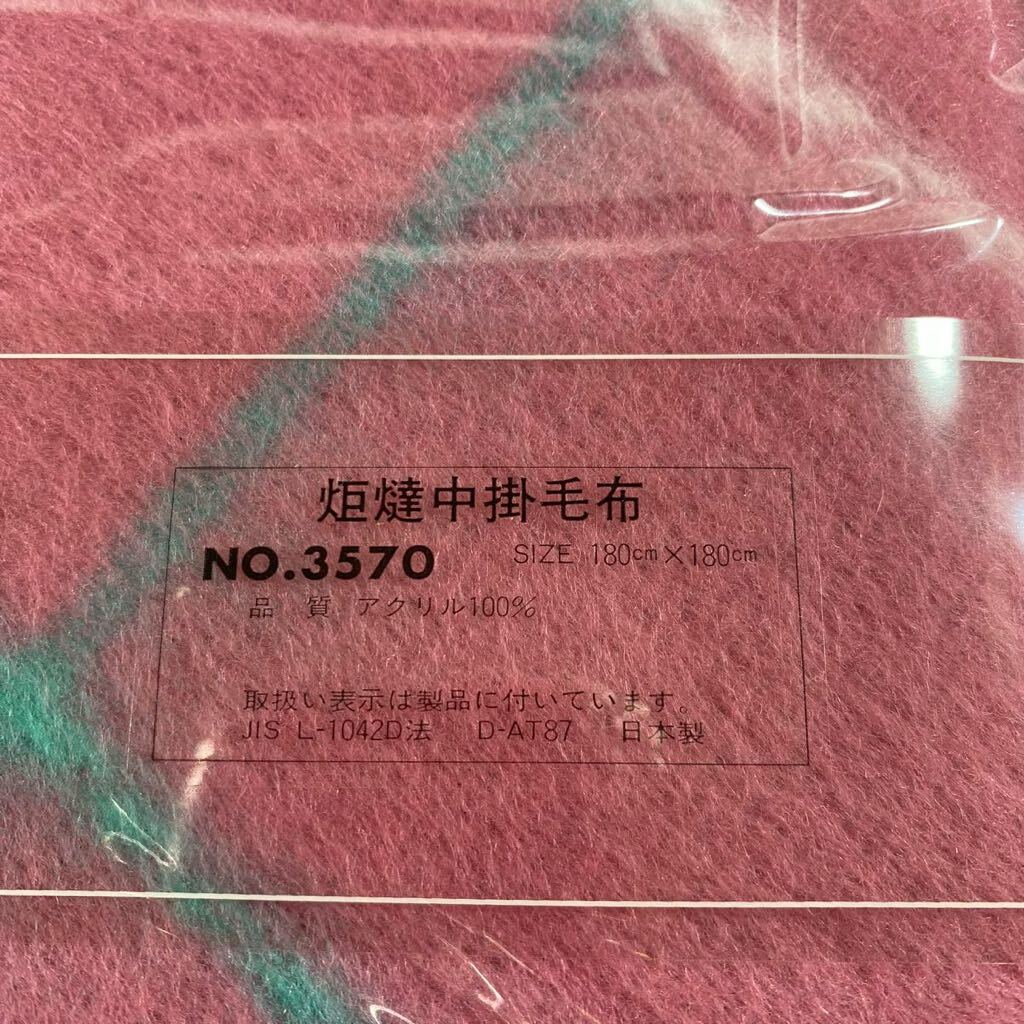 炬燵中掛毛布
NO.3570 SIZE 180cm×180cm
品 質 アクリル100%
取扱い表示は製品に付いています。
JIS L-1042D法 D-AT87 日本製